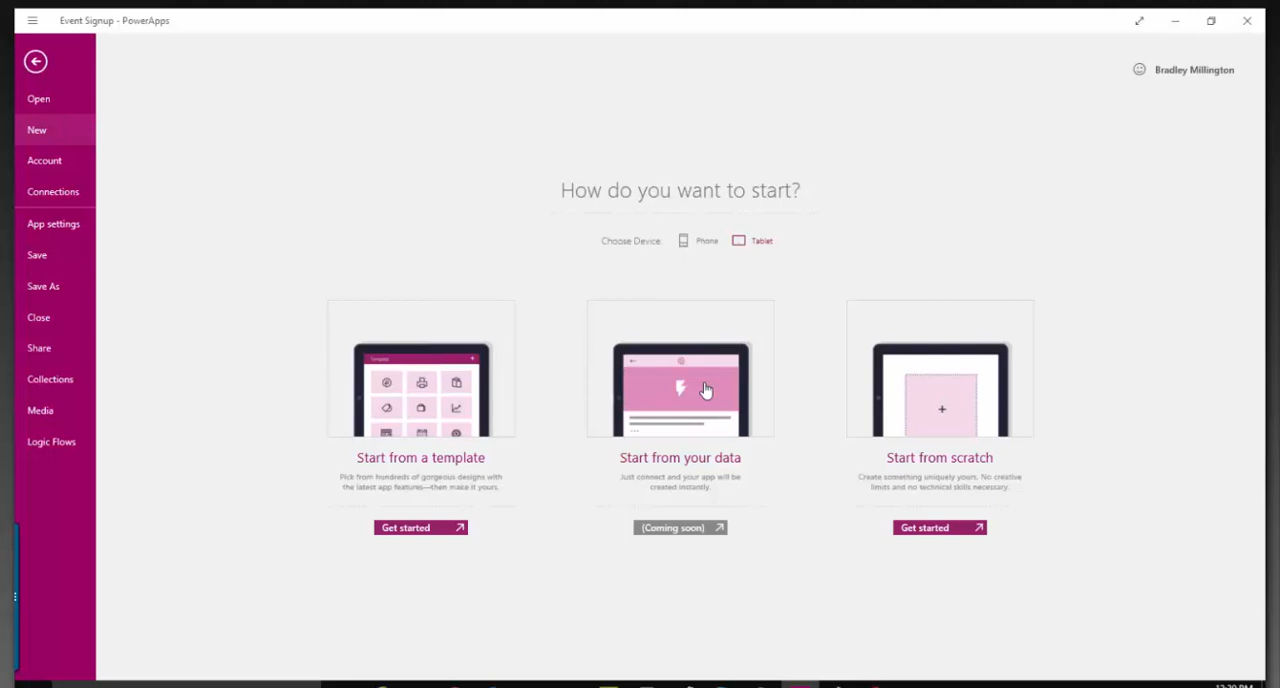 Event Signup - PowerApps
Bradley Millington
Open
New
Account
Connections
App settings
Save
Save As
Close
Share
Collections
Media
Logic Flows
How do you want to start?
Choose Device: Phone Tablet
Template
Start from a template
Pick from hundreds of gorgeous designs with
the latest app features—then make it yours.
Get started
Start from your data
Just connect and your app will be
created instantly.
(Coming soon)
Start from scratch
Create something uniquely yours. No creative
limits and no technical skills necessary.
Get started